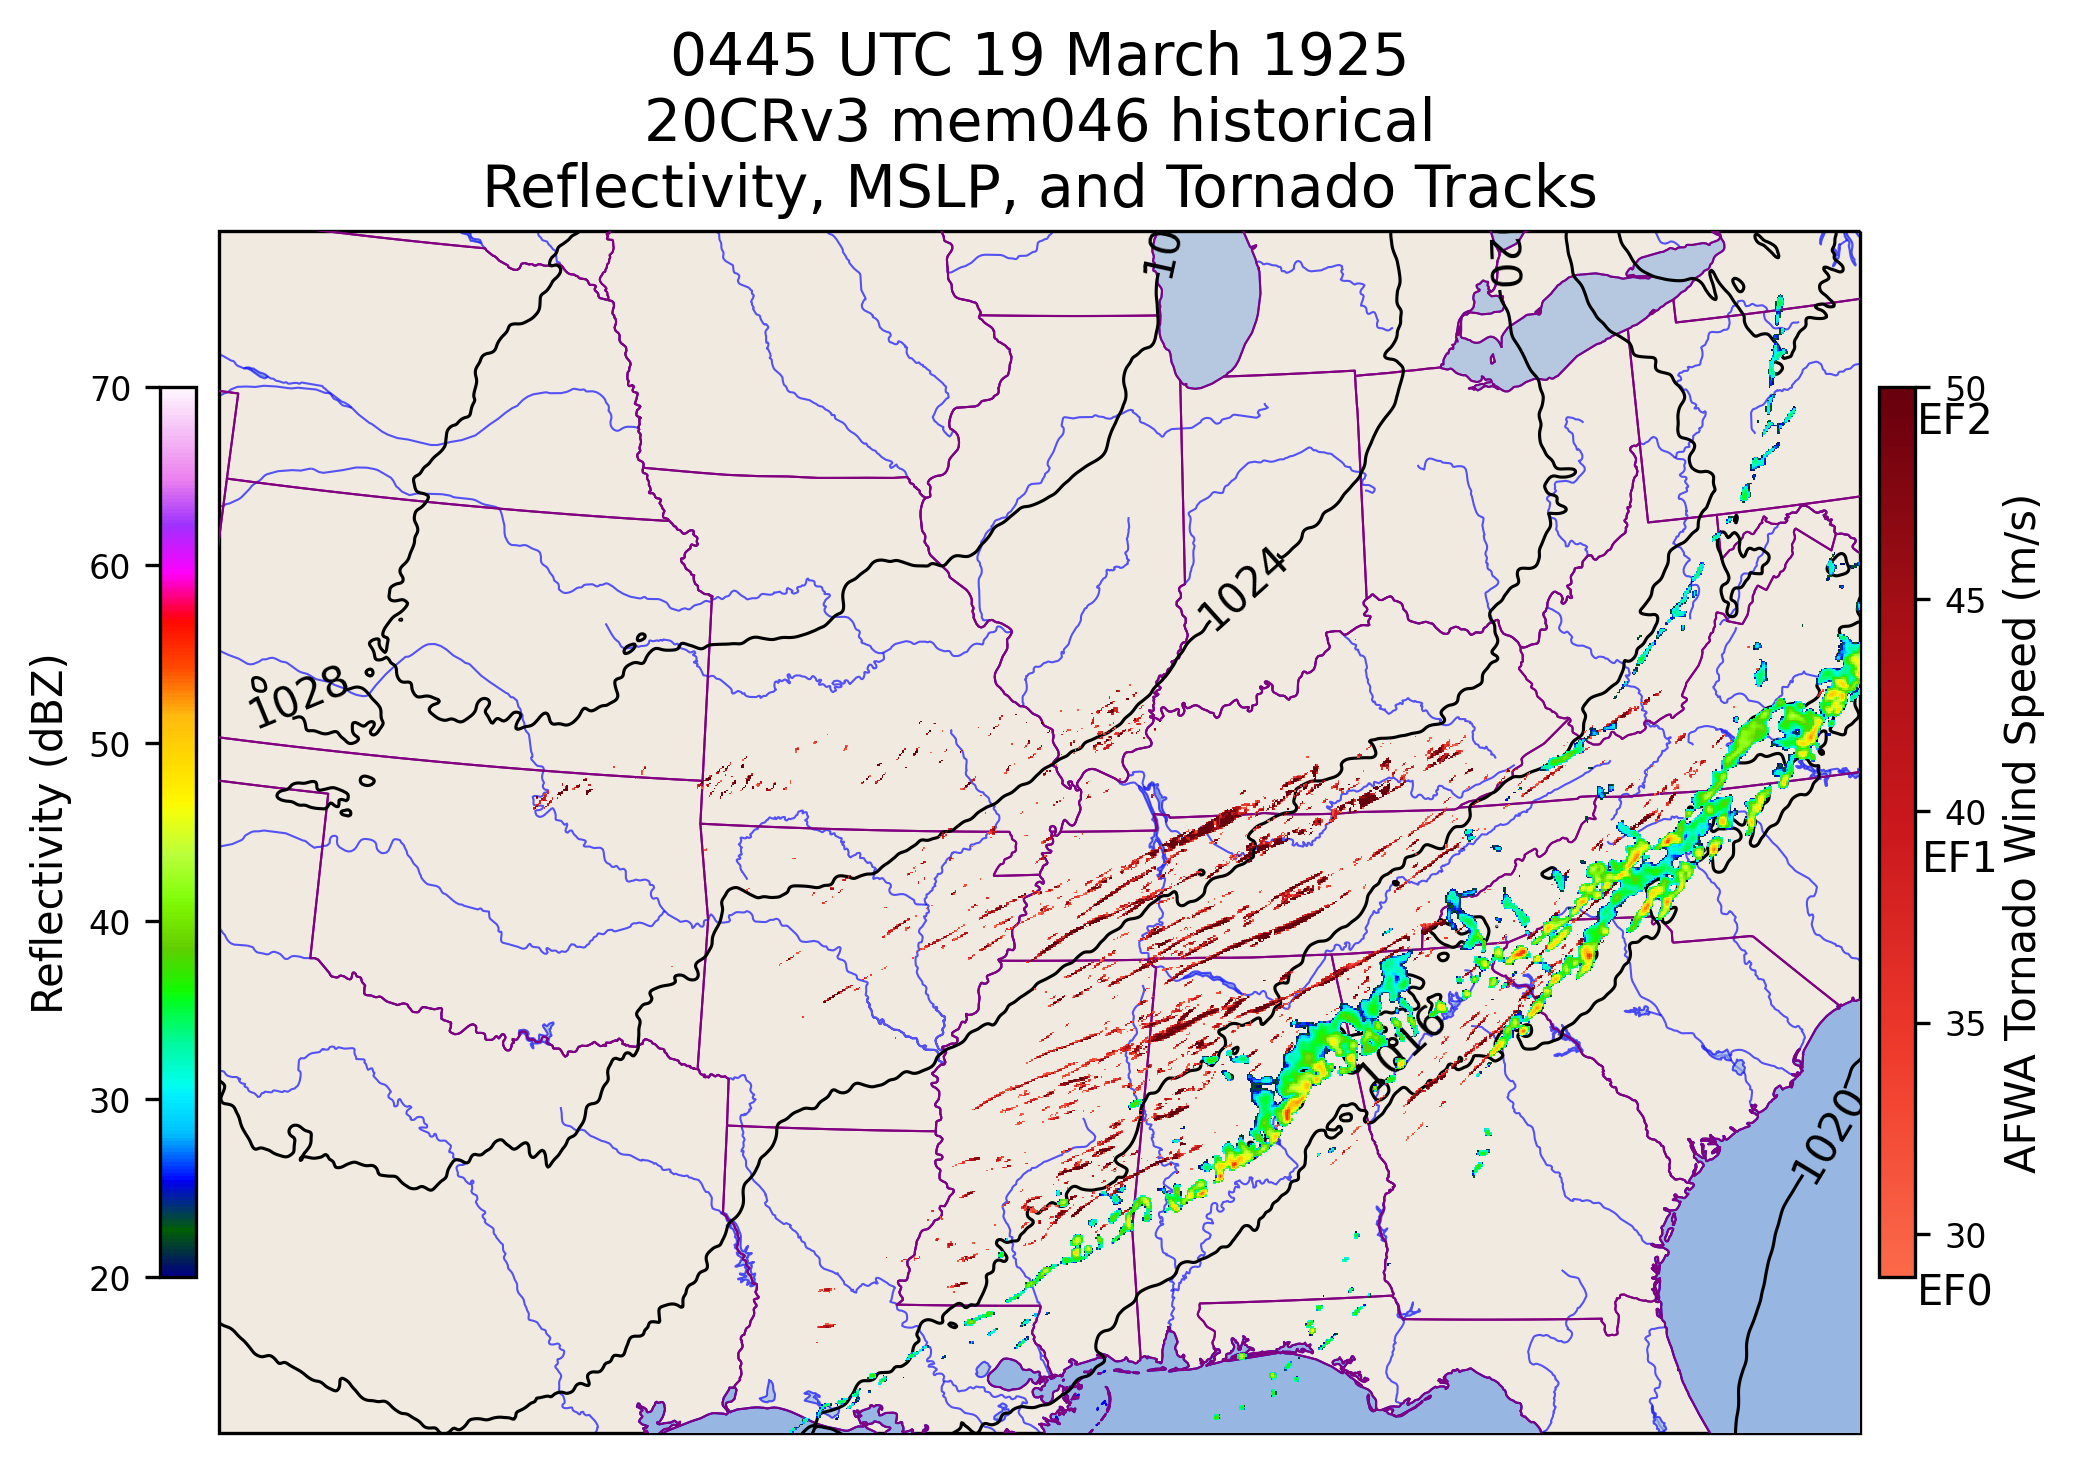 0445 UTC 19 March 1925
20CRv3 mem046 historical
Reflectivity, MSLP, and Tornado Tracks
Reflectivity (dBZ)
70
60
50
40
30
20
10
20
1024
1028
1016
1020
50
EF2
45
40
EF1
35
30
EF0
AFWA Tornado Wind Speed (m/s)